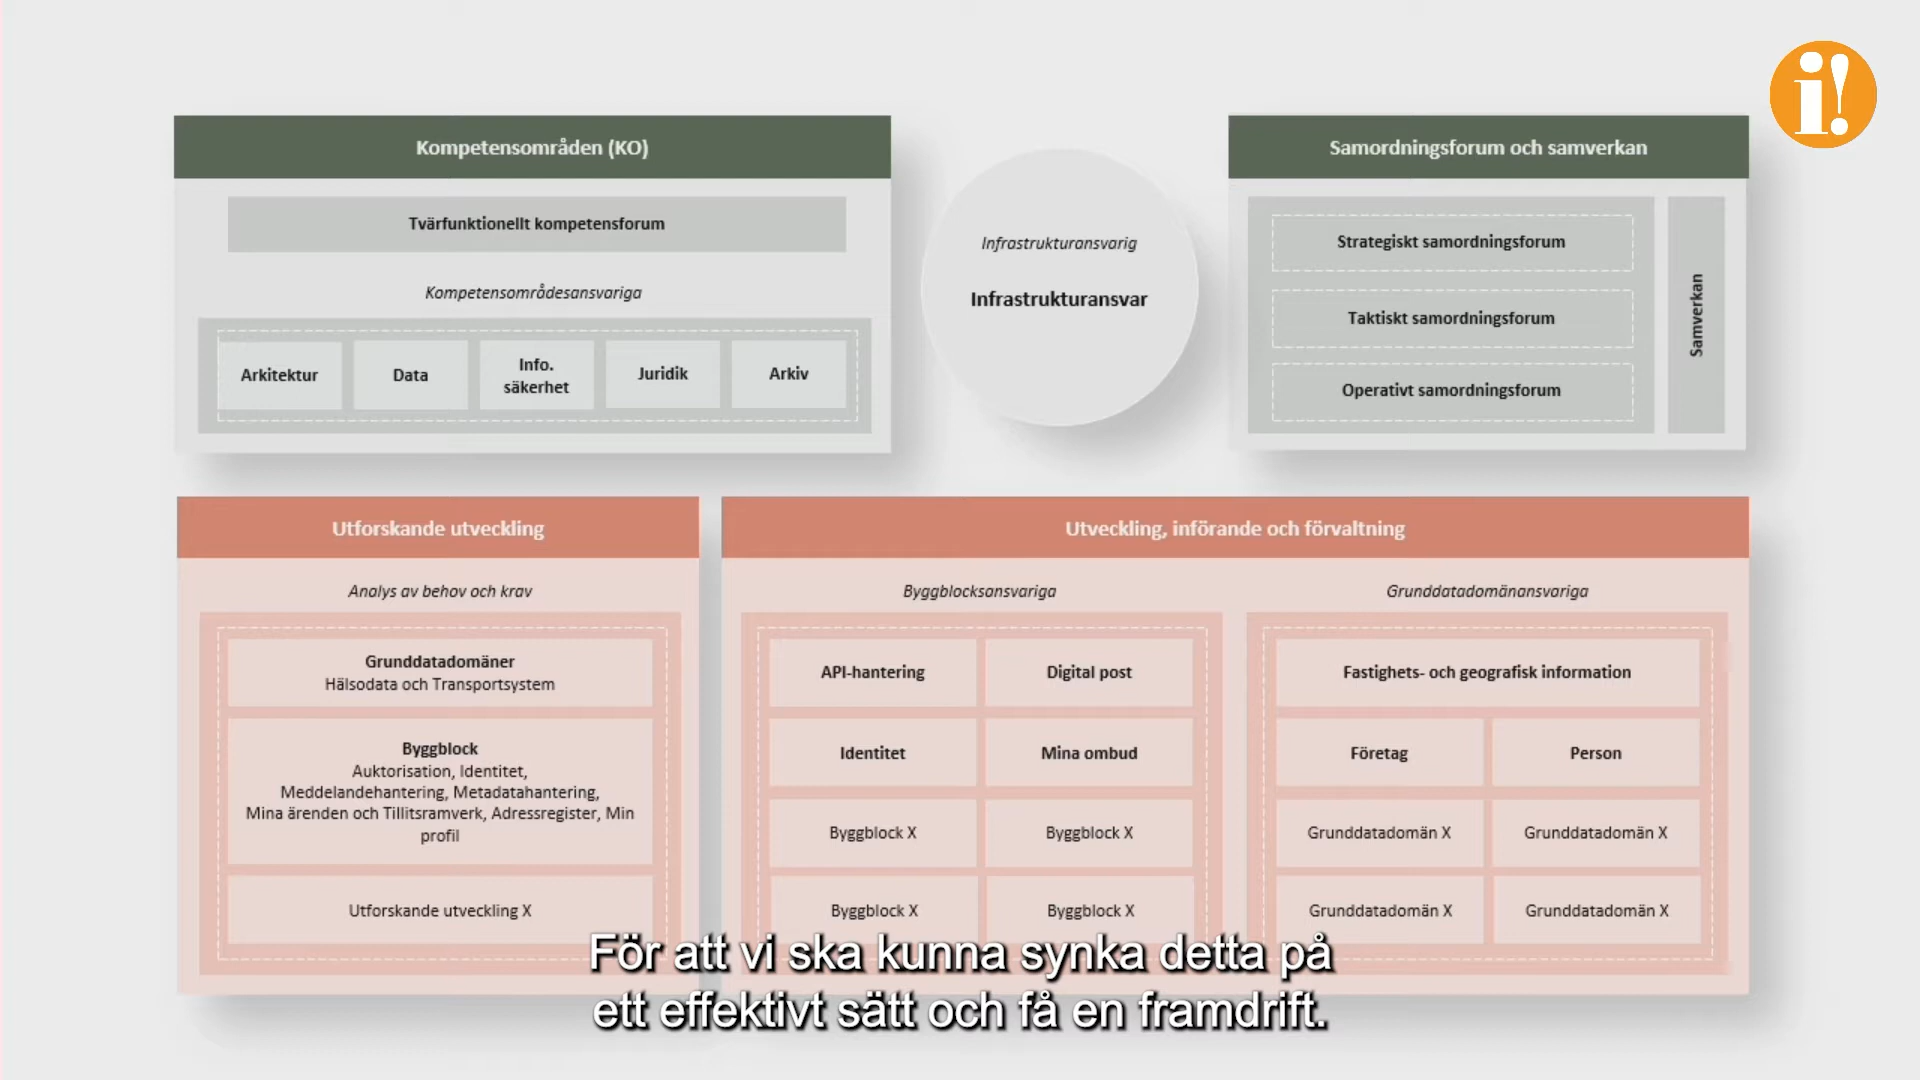 i!
Kompetensområden (KO)
Tvärfunktionellt kompetensforum
Kompetensområdesansvariga
Arkitektur
Data
Info.
säkerhet
Juridik
Arkiv
Infrastrukturansvarig
Infrastrukturansvar
Samordningsforum och samverkan
Strategiskt samordningsforum
Taktiskt samordningsforum
Operativt samordningsforum
Samverkan
Utforskande utveckling
Analys av behov och krav
Grunddatadomäner
Hälsodata och Transportsystem
Byggblock
Auktorisation, Identitet,
Meddelandehantering, Metadatahantering,
Mina ärenden och Tillitsramverk, Adressregister, Min
profil
Utforskande utveckling X
Utveckling, införande och förvaltning
Byggblocksansvariga
API-hantering
Digital post
Identitet
Mina ombud
Byggblock X
Byggblock X
Byggblock X
Byggblock X
Grunddatadomänansvariga
Fastighets- och geografisk information
Företag
Person
Grunddatadomän X
Grunddatadomän X
Grunddatadomän X
Grunddatadomän X
För att vi ska kunna synka detta på
ett effektivt sätt och få en framdrift.